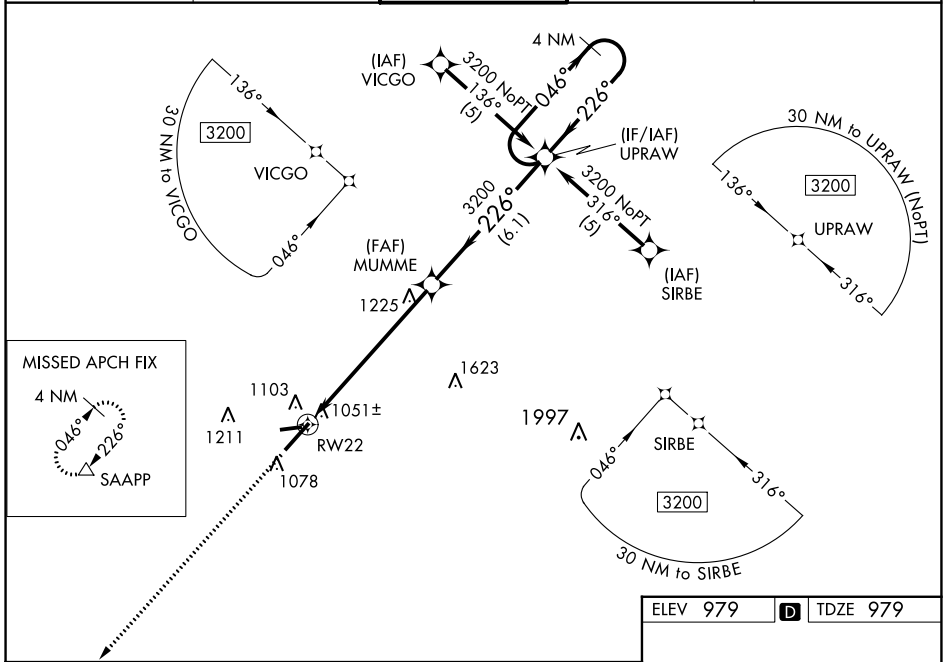 (IAF)
VICGO
3200 NoPT
136°
(5)
4 NM
046°
226°
(IF/IAF)
UPRAW
3200 NoPT
316°
(5)
(IAF)
SIRBE
3200
226°
(6.1)
(FAF)
MUMME
1225
136°
3200
30 NM to VICGO
VICGO
046°
30 NM to UPRAW (NoPT)
136°
3200
UPRAW
316°
MISSED APCH FIX
4 NM
046°
226°
SAAPP
1103
1051±
1211
RW22
1078
1623
1997
SIRBE
046°
316°
3200
30 NM to SIRBE
ELEV 979 D TDZE 979